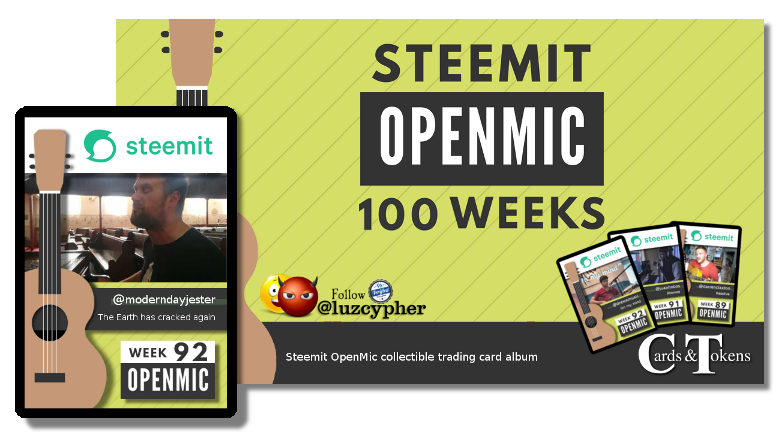 STEEMIT
OPENMIC
100 WEEKS
steemit
@moderndayjester
The Earth has cracked again
WEEK 92
OPENMIC
Follow
@luzcypher
Steemit OpenMic collectible trading card album
steemit
WEEK 92
OPENMIC
steemit
WEEK 91
OPENMIC
steemit
WEEK 89
OPENMIC
Cards & Tokens